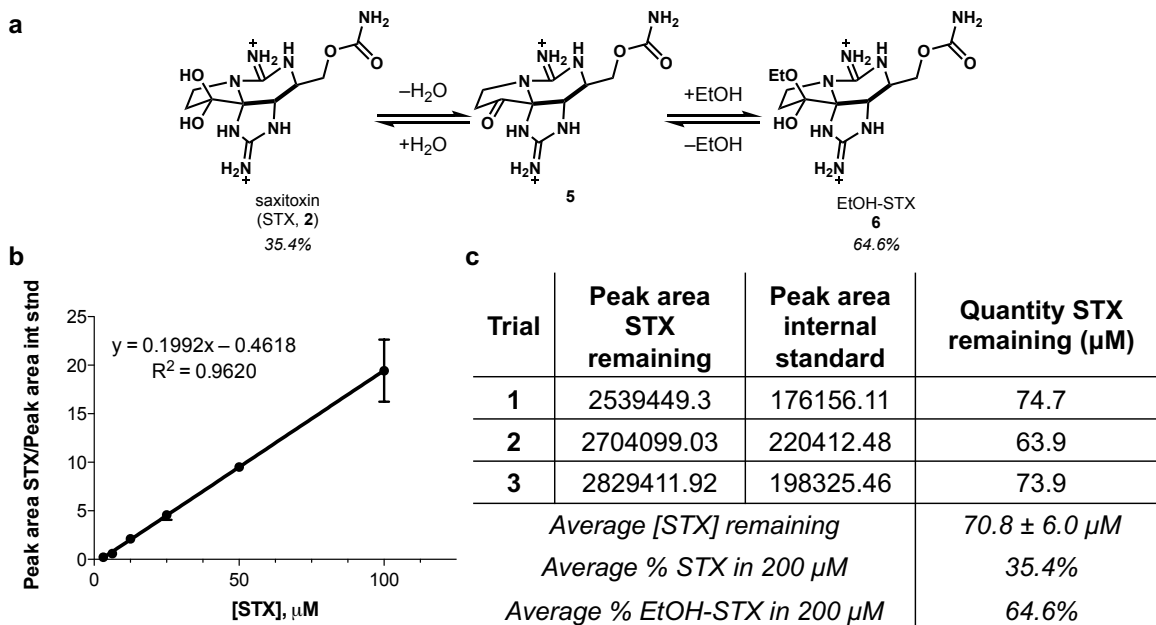 a
NH2
O
O
+
NH2
H
N
N
HO
HO
HN
NH
H2N
+
saxitoxin
(STX, 2)
35.4%
–H2O
+H2O
NH2
O
O
+
NH2
H
N
N
O
HN
NH
H2N
+
5
+EtOH
–EtOH
NH2
O
O
+
NH2
H
N
N
EtO
HO
HN
NH
H2N
+
EtOH-STX
6
64.6%
b
Peak area STX/Peak area int stnd
25
20
15
10
5
0
y = 0.1992x – 0.4618
R2 = 0.9620
0 50 100
[STX], μM
c
Trial Peak area STX remaining Peak area internal standard Quantity STX remaining (μM)
1 2539449.3 176156.11 74.7
2 2704099.03 220412.48 63.9
3 2829411.92 198325.46 73.9
Average [STX] remaining 70.8 ± 6.0 μM
Average % STX in 200 μM 35.4%
Average % EtOH-STX in 200 μM 64.6%